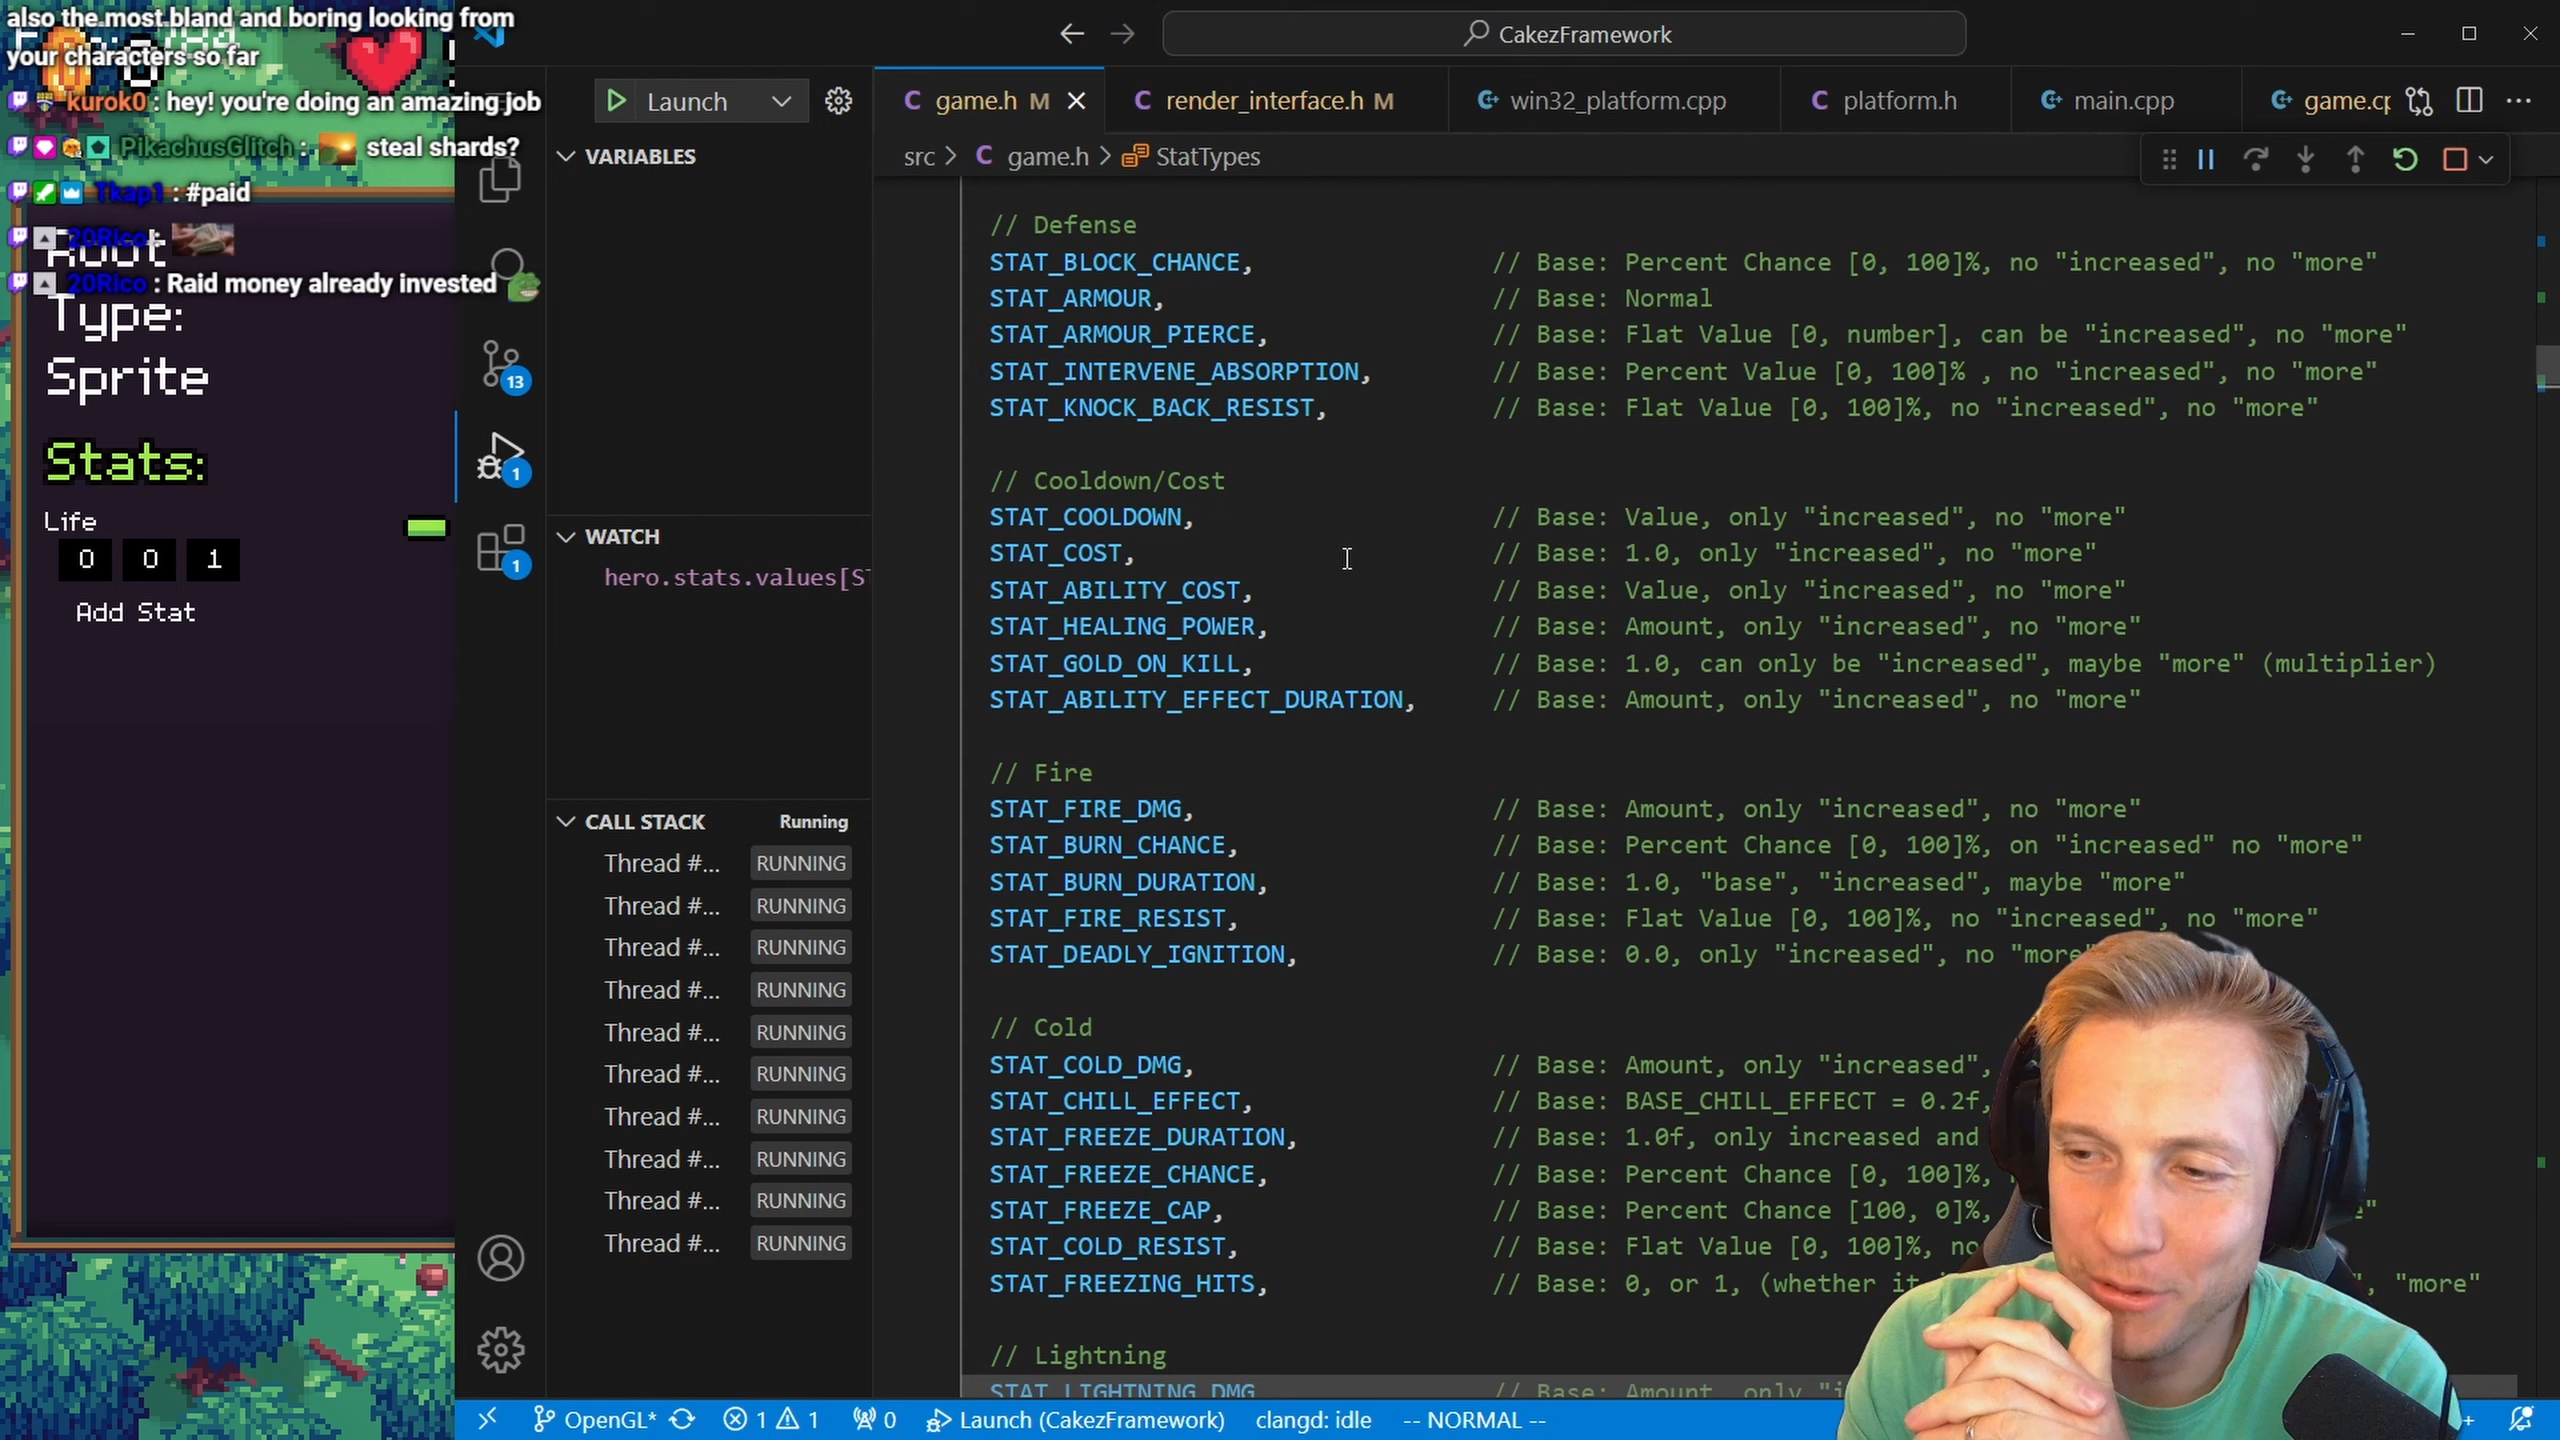 also the most bland and boring looking from
your characters so far
kurok0 : hey! you're doing an amazing job
PikachusGlitch : steal shards?
Tkap1 : #paid
20Rico :
20Rico : Raid money already invested
Root
Type:
Sprite
Stats:
Life
0 0 1
Add Stat
CakezFramework
Launch
VARIABLES
WATCH
hero.stats.values[S
CALL STACK Running
Thread #... RUNNING
Thread #... RUNNING
Thread #... RUNNING
Thread #... RUNNING
Thread #... RUNNING
Thread #... RUNNING
Thread #... RUNNING
Thread #... RUNNING
Thread #... RUNNING
Thread #... RUNNING
13
1
1
game.h M
render_interface.h M
win32_platform.cpp
platform.h
main.cpp
game.cp
src > C game.h > StatTypes
// Defense
STAT_BLOCK_CHANCE, // Base: Percent Chance [0, 100]%, no "increased", no "more"
STAT_ARMOUR, // Base: Normal
STAT_ARMOUR_PIERCE, // Base: Flat Value [0, number], can be "increased", no "more"
STAT_INTERVENE_ABSORPTION, // Base: Percent Value [0, 100]% , no "increased", no "more"
STAT_KNOCK_BACK_RESIST, // Base: Flat Value [0, 100]%, no "increased", no "more"
// Cooldown/Cost
STAT_COOLDOWN, // Base: Value, only "increased", no "more"
STAT_COST, // Base: 1.0, only "increased", no "more"
STAT_ABILITY_COST, // Base: Value, only "increased", no "more"
STAT_HEALING_POWER, // Base: Amount, only "increased", no "more"
STAT_GOLD_ON_KILL, // Base: 1.0, can only be "increased", maybe "more" (multiplier)
STAT_ABILITY_EFFECT_DURATION, // Base: Amount, only "increased", no "more"
// Fire
STAT_FIRE_DMG, // Base: Amount, only "increased", no "more"
STAT_BURN_CHANCE, // Base: Percent Chance [0, 100]%, on "increased" no "more"
STAT_BURN_DURATION, // Base: 1.0, "base", "increased", maybe "more"
STAT_FIRE_RESIST, // Base: Flat Value [0, 100]%, no "increased", no "more"
STAT_DEADLY_IGNITION, // Base: 0.0, only "increased", no "more
// Cold
STAT_COLD_DMG, // Base: Amount, only "increased",
STAT_CHILL_EFFECT, // Base: BASE_CHILL_EFFECT = 0.2f,
STAT_FREEZE_DURATION, // Base: 1.0f, only increased and
STAT_FREEZE_CHANCE, // Base: Percent Chance [0, 100]%,
STAT_FREEZE_CAP, // Base: Percent Chance [100, 0]%,
STAT_COLD_RESIST, // Base: Flat Value [0, 100]%, no
STAT_FREEZING_HITS, // Base: 0, or 1, (whether it , "more"
// Lightning
STAT_LIGHTNING_DMG // Base: Amount, only
OpenGL* 1 1 0 Launch (CakezFramework) clangd: idle -- NORMAL --